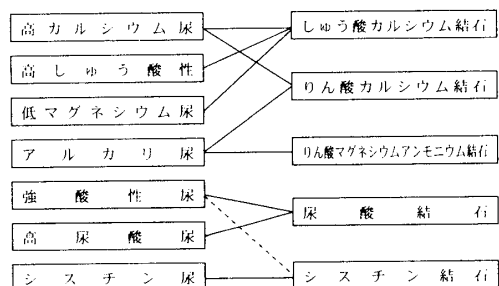 高カルシウム尿
しゅう酸カルシウム結石
高しゅう酸性
りん酸カルシウム結石
低マグネシウム尿
アルカリ尿
りん酸マグネシウムアンモニウム結石
強酸性尿
尿酸結石
高尿酸尿
シスチン尿
シスチン結石